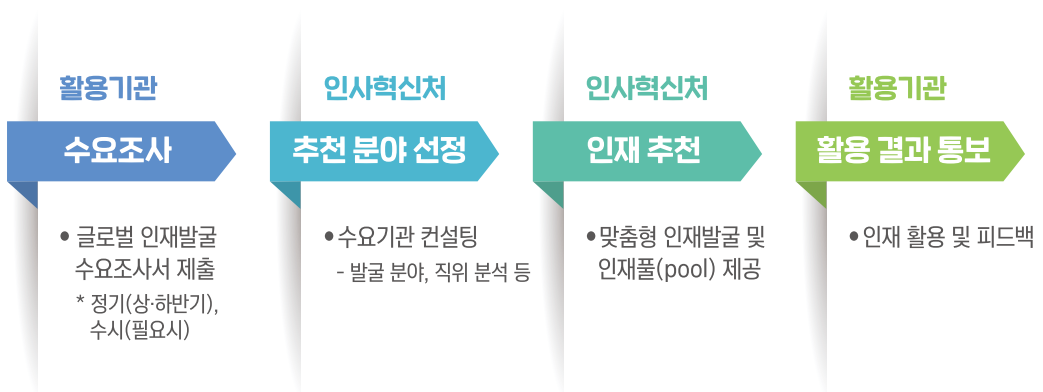 활용기관
수요조사
• 글로벌 인재발굴
수요조사서 제출
* 정기(상·하반기),
수시(필요시)
인사혁신처
추천 분야 선정
• 수요기관 컨설팅
- 발굴 분야, 직위 분석 등
인사혁신처
인재 추천
• 맞춤형 인재발굴 및
인재풀(pool) 제공
활용기관
활용 결과 통보
• 인재 활용 및 피드백